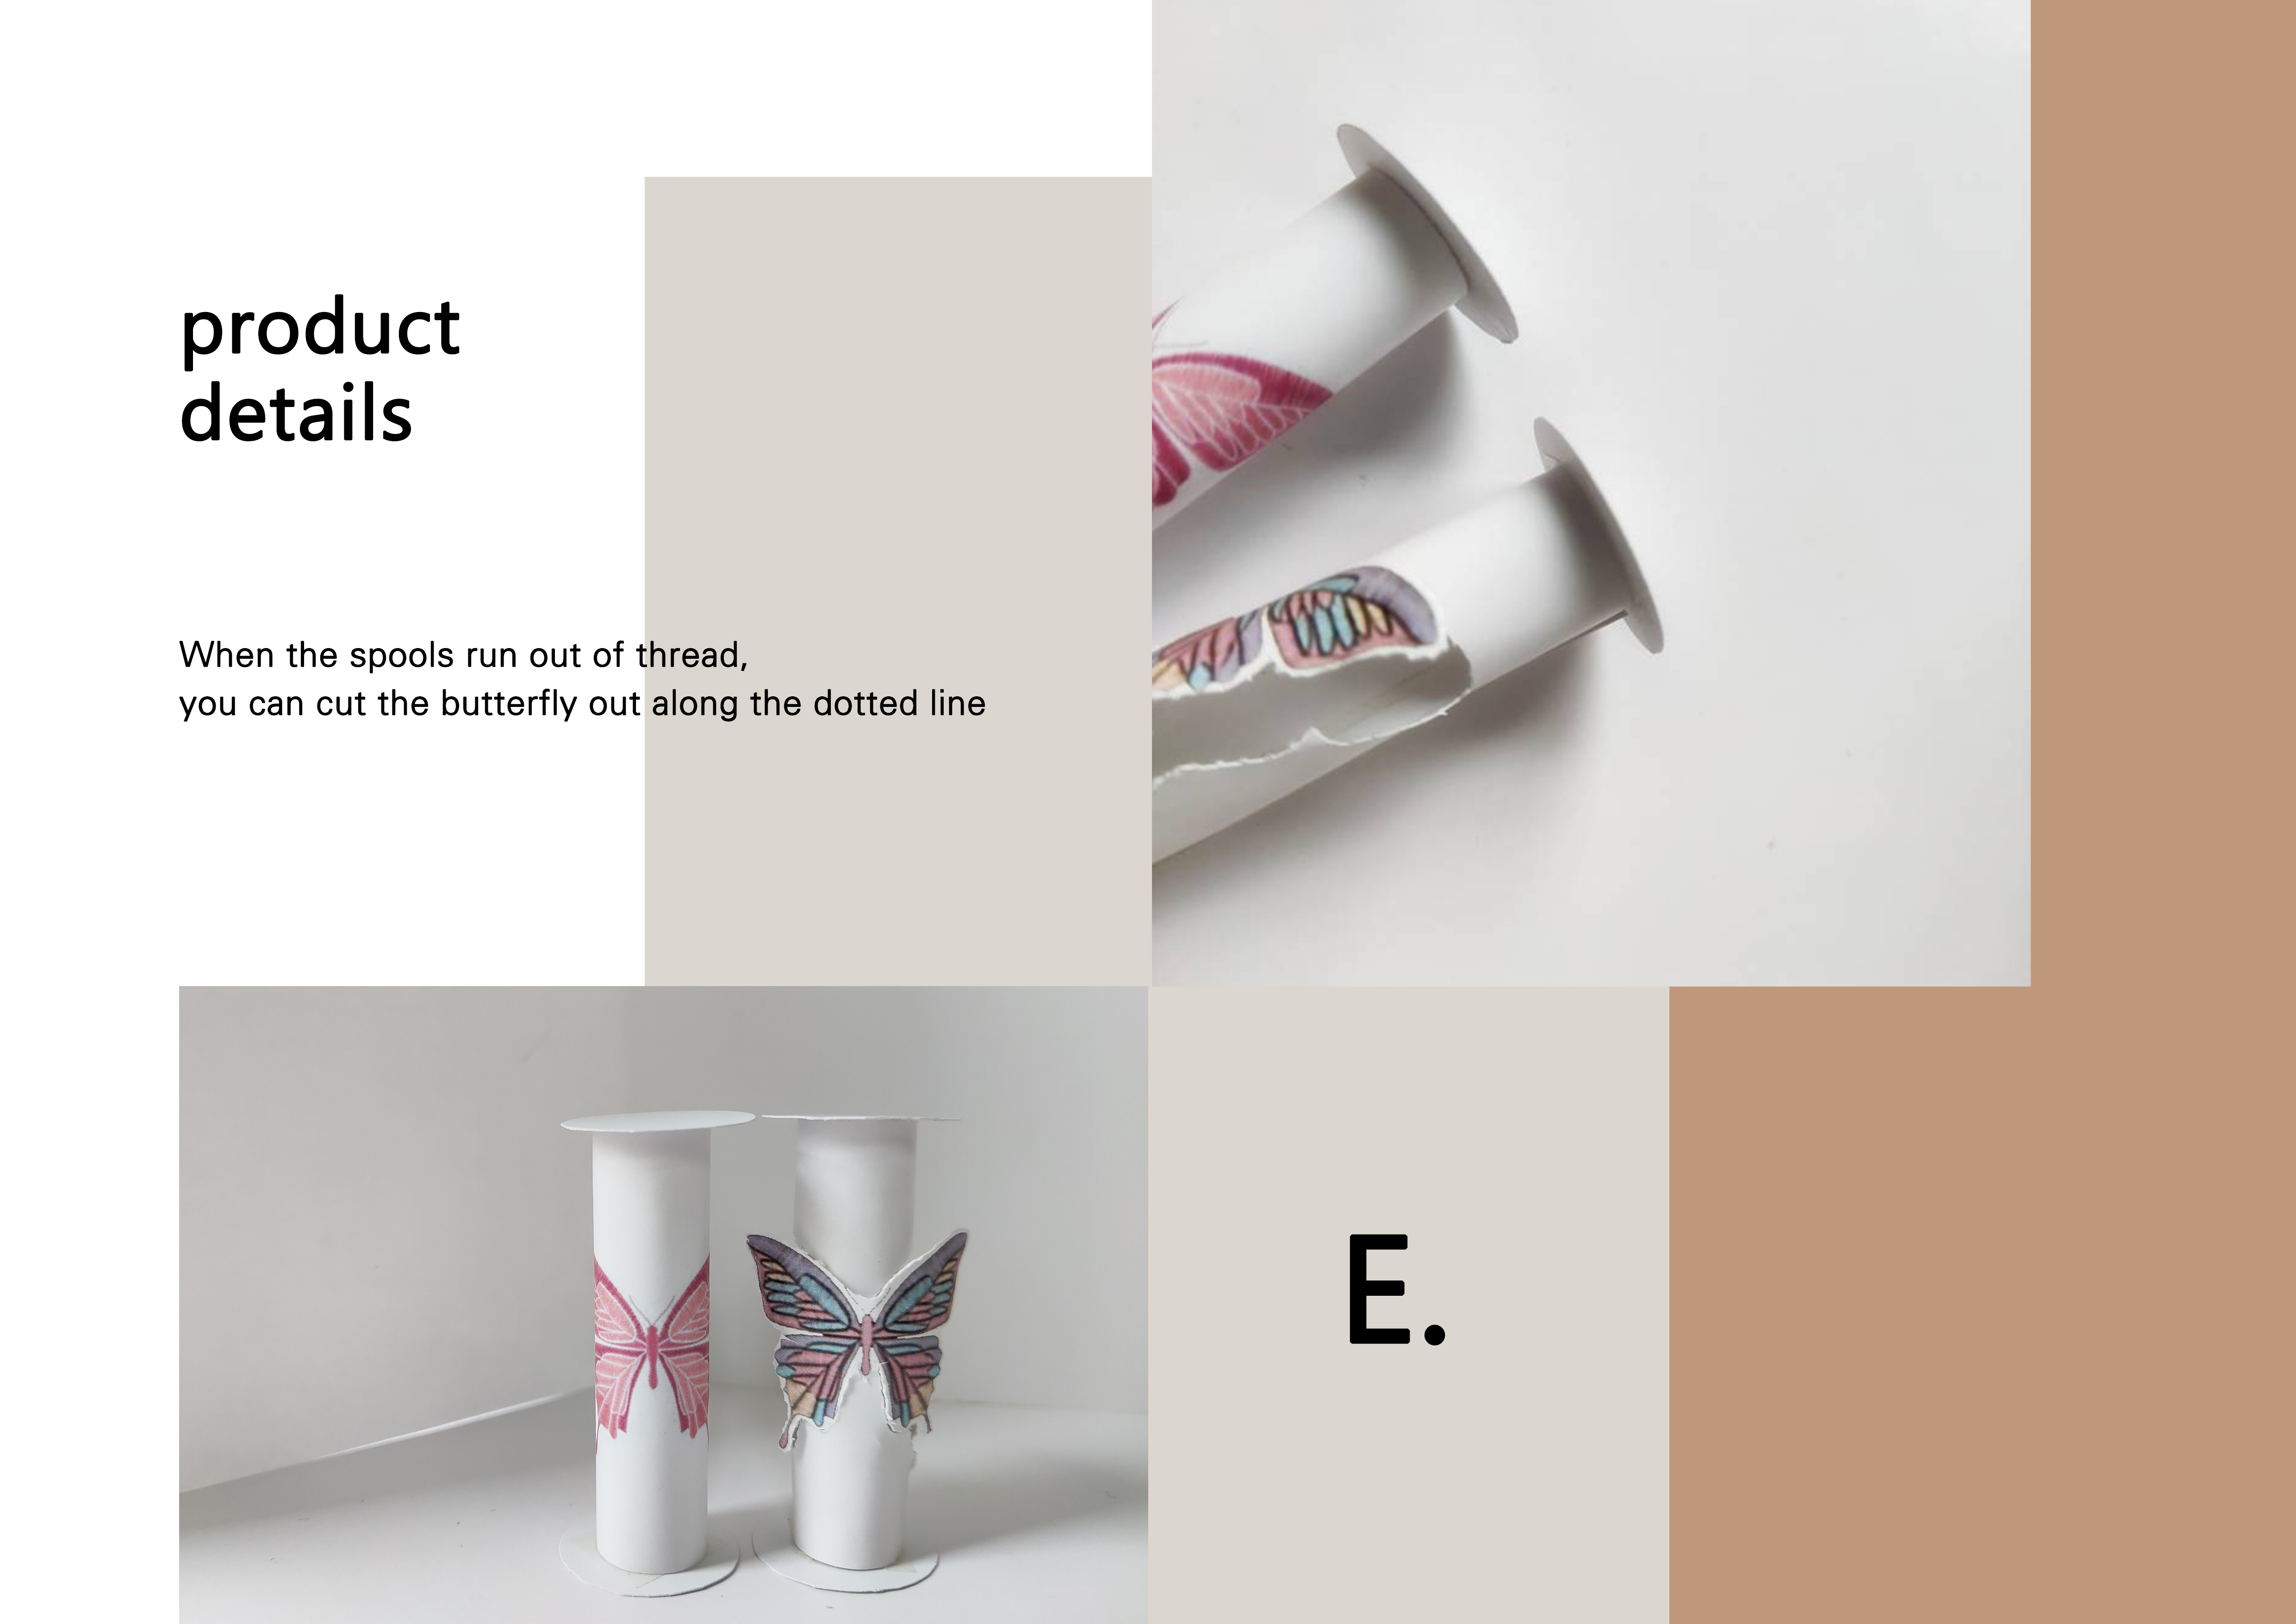 product
details
When the spools run out of thread,
you can cut the butterfly out along the dotted line
E.